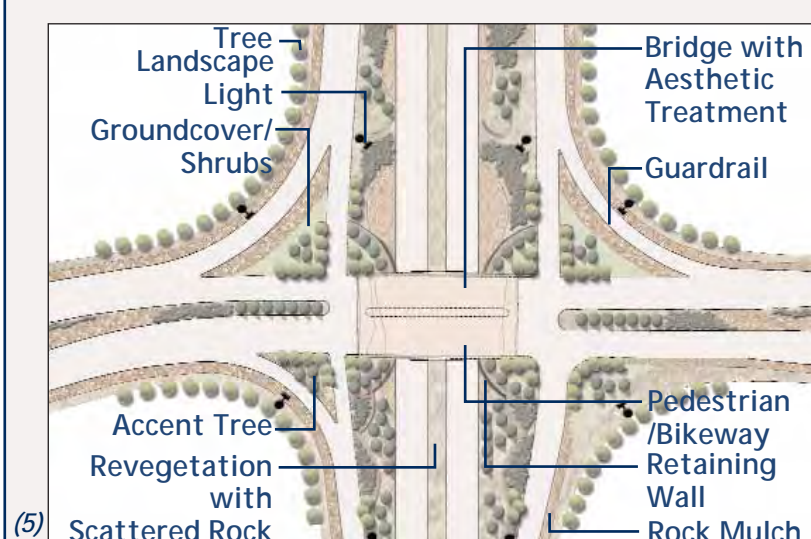 Tree
Landscape
Light
Groundcover/
Shrubs
Accent Tree
Revegetation
with
Scattered Rock
Bridge with
Aesthetic
Treatment
Guardrail
Pedestrian
/Bikeway
Retaining
Wall
Rock Mulch
(5)